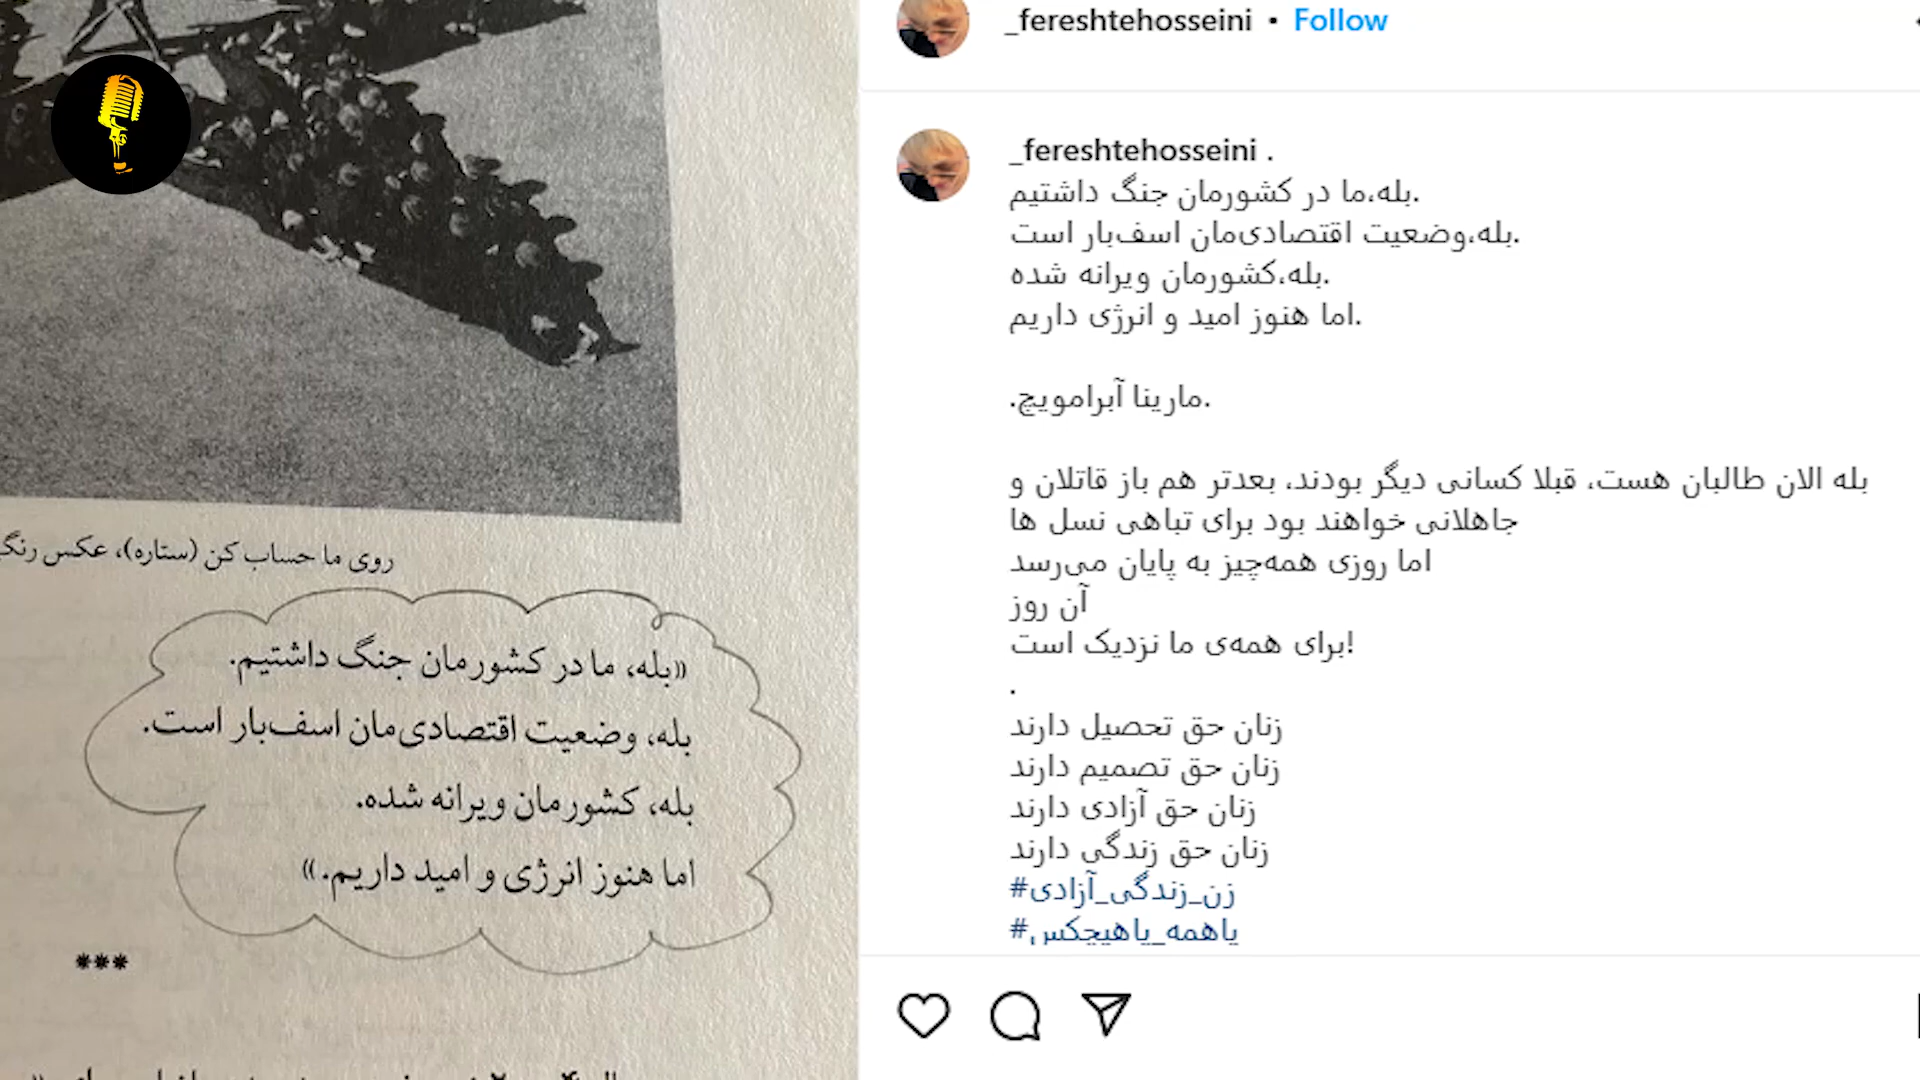 روی ما حساب کن (ستاره)، عکس
«بله، ما در کشورمان جنگ داشتیم.
بله، وضعیت اقتصادی‌مان اسف‌بار است.
بله، کشورمان ویرانه شده.
اما هنوز انرژی و امید داریم.»
***
_fereshtehosseini • Follow
_fereshtehosseini .
بله،ما در کشورمان جنگ داشتیم.
بله،وضعیت اقتصادی‌مان اسف‌بار است.
بله،کشورمان ویرانه شده.
اما هنوز امید و انرژی داریم.
.مارینا آبرامویچ.
بله الان طالبان هست، قبلا کسانی دیگر بودند، بعدتر هم باز قاتلان و
جاهلانی خواهند بود برای تباهی نسل ها
اما روزی همه‌چیز به پایان می‌رسد
آن روز
برای همه‌ی ما نزدیک است!
.
زنان حق تحصیل دارند
زنان حق تصمیم دارند
زنان حق آزادی دارند
زنان حق زندگی دارند
#زن_زندگی_آزادی
#یاهمه_یاهیچکس